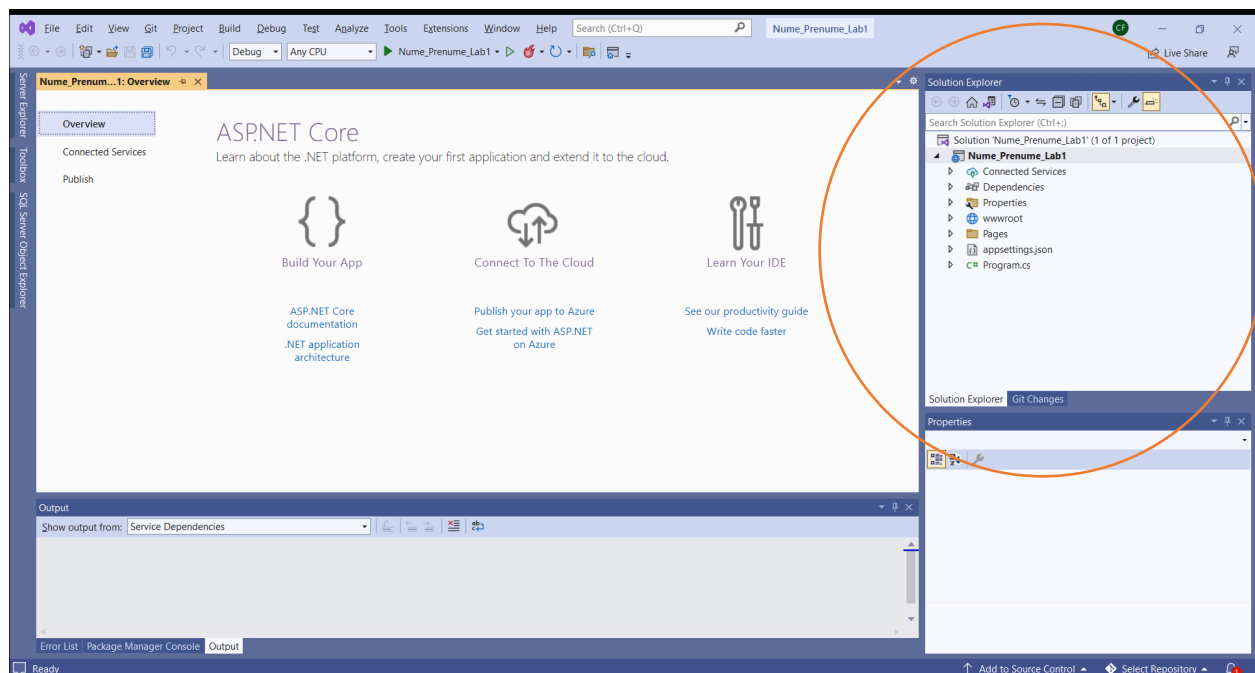 File Edit View Git Project Build Debug Test Analyze Tools Extensions Window Help Search (Ctrl+Q) Nume_Prenume_Lab1 CF
Debug Any CPU Nume_Prenume_Lab1 Live Share
Server Explorer
Toolbox
SQL Server Object Explorer
Nume_Prenum...1: Overview
Overview
Connected Services
Publish
ASP.NET Core
Learn about the .NET platform, create your first application and extend it to the cloud.
Build Your App
ASP.NET Core
documentation
.NET application
architecture
Connect To The Cloud
Publish your app to Azure
Get started with ASP.NET
on Azure
Learn Your IDE
See our productivity guide
Write code faster
Solution Explorer
Search Solution Explorer (Ctrl+;)
Solution 'Nume_Prenume_Lab1' (1 of 1 project)
Nume_Prenume_Lab1
Connected Services
Dependencies
Properties
wwwroot
Pages
appsettings.json
C# Program.cs
Solution Explorer Git Changes
Properties
Output
Show output from: Service Dependencies
Error List Package Manager Console Output
Ready Add to Source Control Select Repository 1